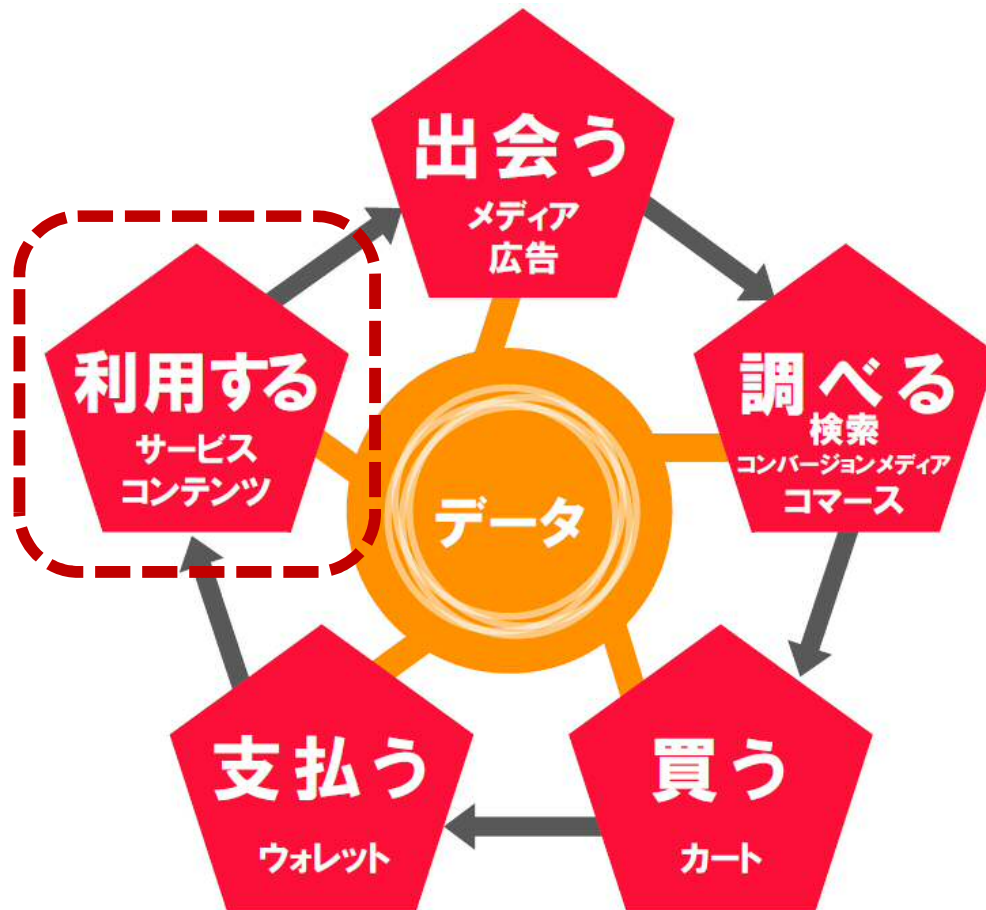 出会う
メディア
広告
調べる
検索
コンバージョンメディア
コマース
買う
カート
支払う
ウォレット
利用する
サービス
コンテンツ
データ